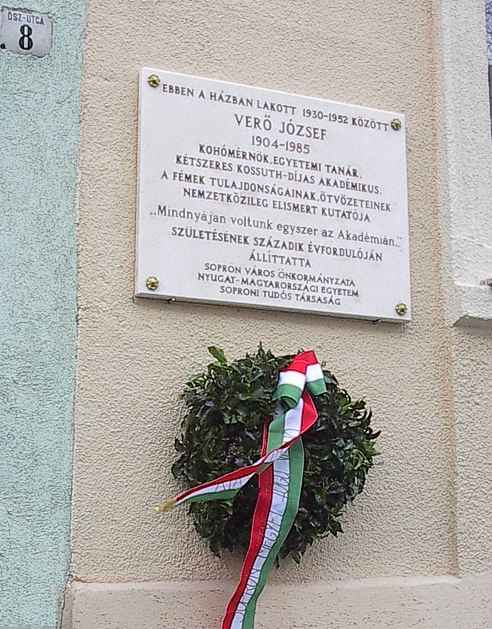 ŐSZ-UTCA
8
EBBEN A HÁZBAN LAKOTT 1930-1952 KÖZÖTT
VERŐ JÓZSEF
1904-1985
KOHÓMÉRNÖK, EGYETEMI TANÁR,
KÉTSZERES KOSSUTH-DÍJAS AKADÉMIKUS,
A FÉMEK TULAJDONSÁGAINAK, ÖTVÖZETEINEK
NEMZETKÖZILEG ELISMERT KUTATÓJA
„Mindnyájan voltunk egyszer az Akadémián..."
SZÜLETÉSÉNEK SZÁZADIK ÉVFORDULÓJÁN
ÁLLÍTTATTA
SOPRON VÁROS ÖNKORMÁNYZATA
NYUGAT-MAGYARORSZÁGI EGYETEM
SOPRONI TUDÓS TÁRSASÁG